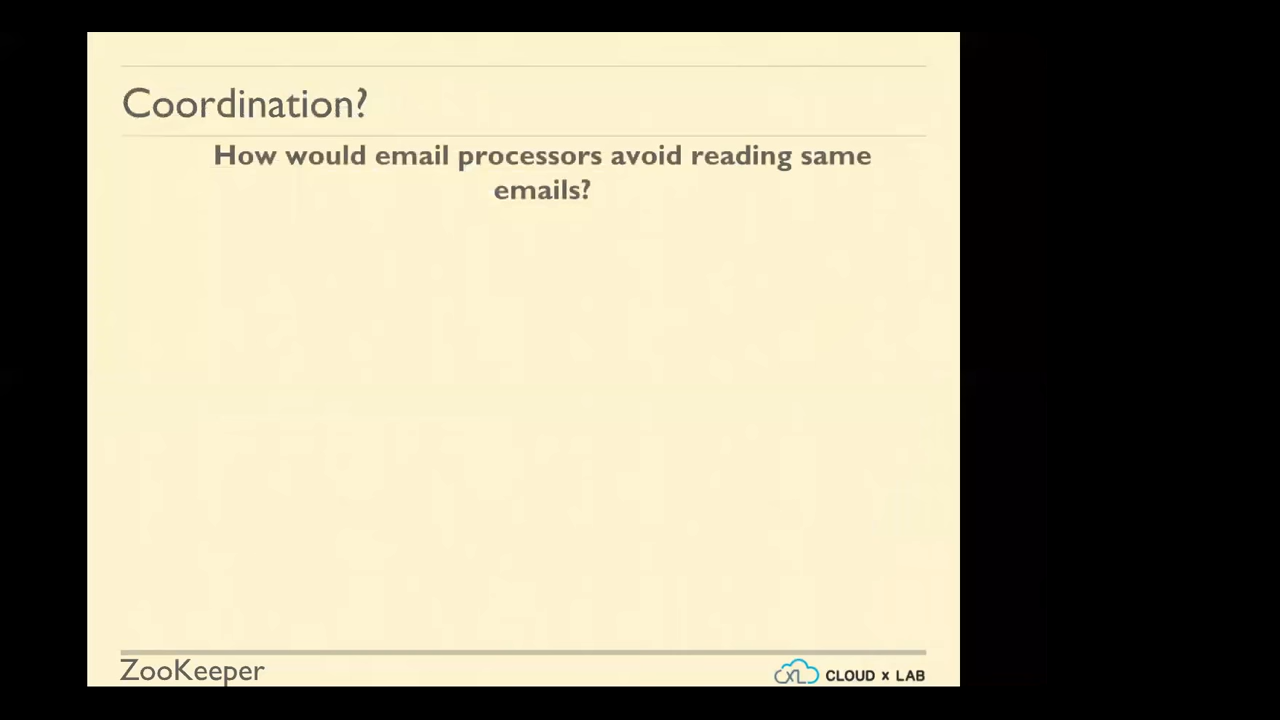 Coordination?
How would email processors avoid reading same
emails?
ZooKeeper
CLOUD x LAB